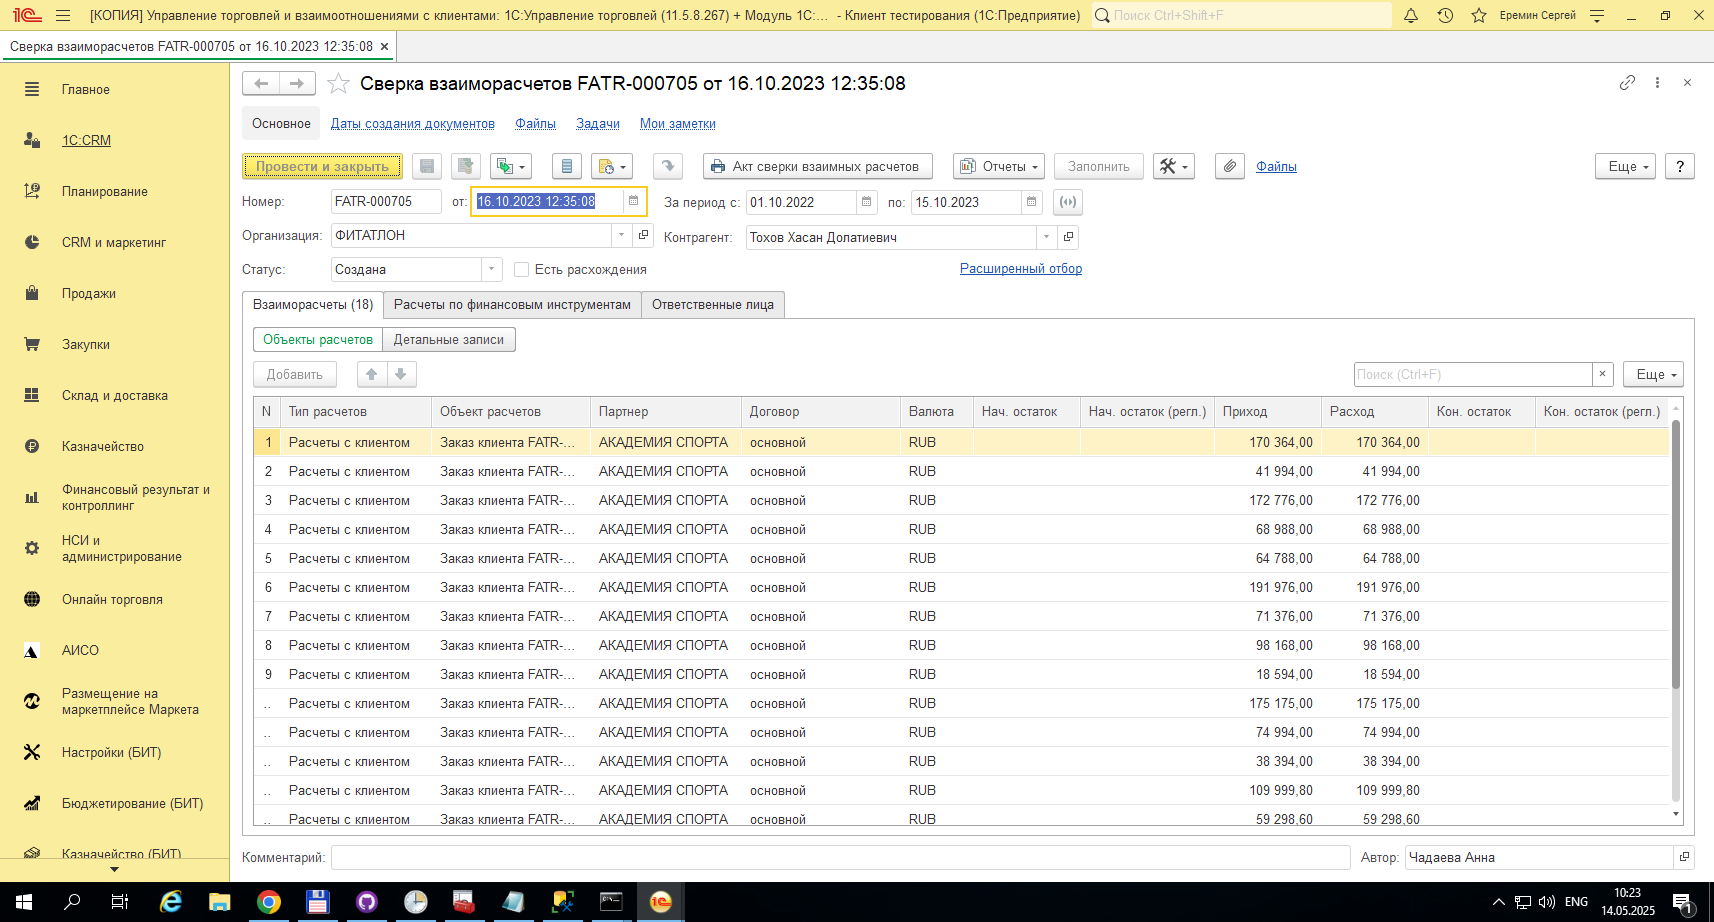 [КОПИЯ] Управление торговлей и взаимоотношениями с клиентами: 1С:Управление торговлей (11.5.8.267) + Модуль 1С:... - Клиент тестирования (1С:Предприятие)
Поиск Ctrl+Shift+F
Еремин Сергей
Сверка взаиморасчетов FATR-000705 от 16.10.2023 12:35:08 ×
Главное
1С:CRM
Планирование
CRM и маркетинг
Продажи
Закупки
Склад и доставка
Казначейство
Финансовый результат и
контроллинг
НСИ и
администрирование
Онлайн торговля
АИСО
Размещение на
маркетплейсе Маркета
Настройки (БИТ)
Бюджетирование (БИТ)
Казначейство (БИТ)
Сверка взаиморасчетов FATR-000705 от 16.10.2023 12:35:08
Основное Даты создания документов Файлы Задачи Мои заметки
Провести и закрыть Акт сверки взаимных расчетов Отчеты Заполнить Файлы Еще ?
Номер: FATR-000705 от: 16.10.2023 12:35:08 За период с: 01.10.2022 по: 15.10.2023
Организация: ФИТАТЛОН Контрагент: Тохов Хасан Долатиевич
Статус: Создана Есть расхождения Расширенный отбор
Взаиморасчеты (18) Расчеты по финансовым инструментам Ответственные лица
Объекты расчетов Детальные записи
Добавить Поиск (Ctrl+F) × Еще
N Тип расчетов Объект расчетов Партнер Договор Валюта Нач. остаток Нач. остаток (регл.) Приход Расход Кон. остаток Кон. остаток (регл.)
1 Расчеты с клиентом Заказ клиента FATR-... АКАДЕМИЯ СПОРТА основной RUB 170 364,00 170 364,00
2 Расчеты с клиентом Заказ клиента FATR-... АКАДЕМИЯ СПОРТА основной RUB 41 994,00 41 994,00
3 Расчеты с клиентом Заказ клиента FATR-... АКАДЕМИЯ СПОРТА основной RUB 172 776,00 172 776,00
4 Расчеты с клиентом Заказ клиента FATR-... АКАДЕМИЯ СПОРТА основной RUB 68 988,00 68 988,00
5 Расчеты с клиентом Заказ клиента FATR-... АКАДЕМИЯ СПОРТА основной RUB 64 788,00 64 788,00
6 Расчеты с клиентом Заказ клиента FATR-... АКАДЕМИЯ СПОРТА основной RUB 191 976,00 191 976,00
7 Расчеты с клиентом Заказ клиента FATR-... АКАДЕМИЯ СПОРТА основной RUB 71 376,00 71 376,00
8 Расчеты с клиентом Заказ клиента FATR-... АКАДЕМИЯ СПОРТА основной RUB 98 168,00 98 168,00
9 Расчеты с клиентом Заказ клиента FATR-... АКАДЕМИЯ СПОРТА основной RUB 18 594,00 18 594,00
.. Расчеты с клиентом Заказ клиента FATR-... АКАДЕМИЯ СПОРТА основной RUB 175 175,00 175 175,00
.. Расчеты с клиентом Заказ клиента FATR-... АКАДЕМИЯ СПОРТА основной RUB 74 994,00 74 994,00
.. Расчеты с клиентом Заказ клиента FATR-... АКАДЕМИЯ СПОРТА основной RUB 38 394,00 38 394,00
.. Расчеты с клиентом Заказ клиента FATR-... АКАДЕМИЯ СПОРТА основной RUB 109 999,80 109 999,80
.. Расчеты с клиентом Заказ клиента FATR-... АКАДЕМИЯ СПОРТА основной RUB 59 298,60 59 298,60
Комментарий: Автор: Чадаева Анна
ENG
10:23
14.05.2025
1